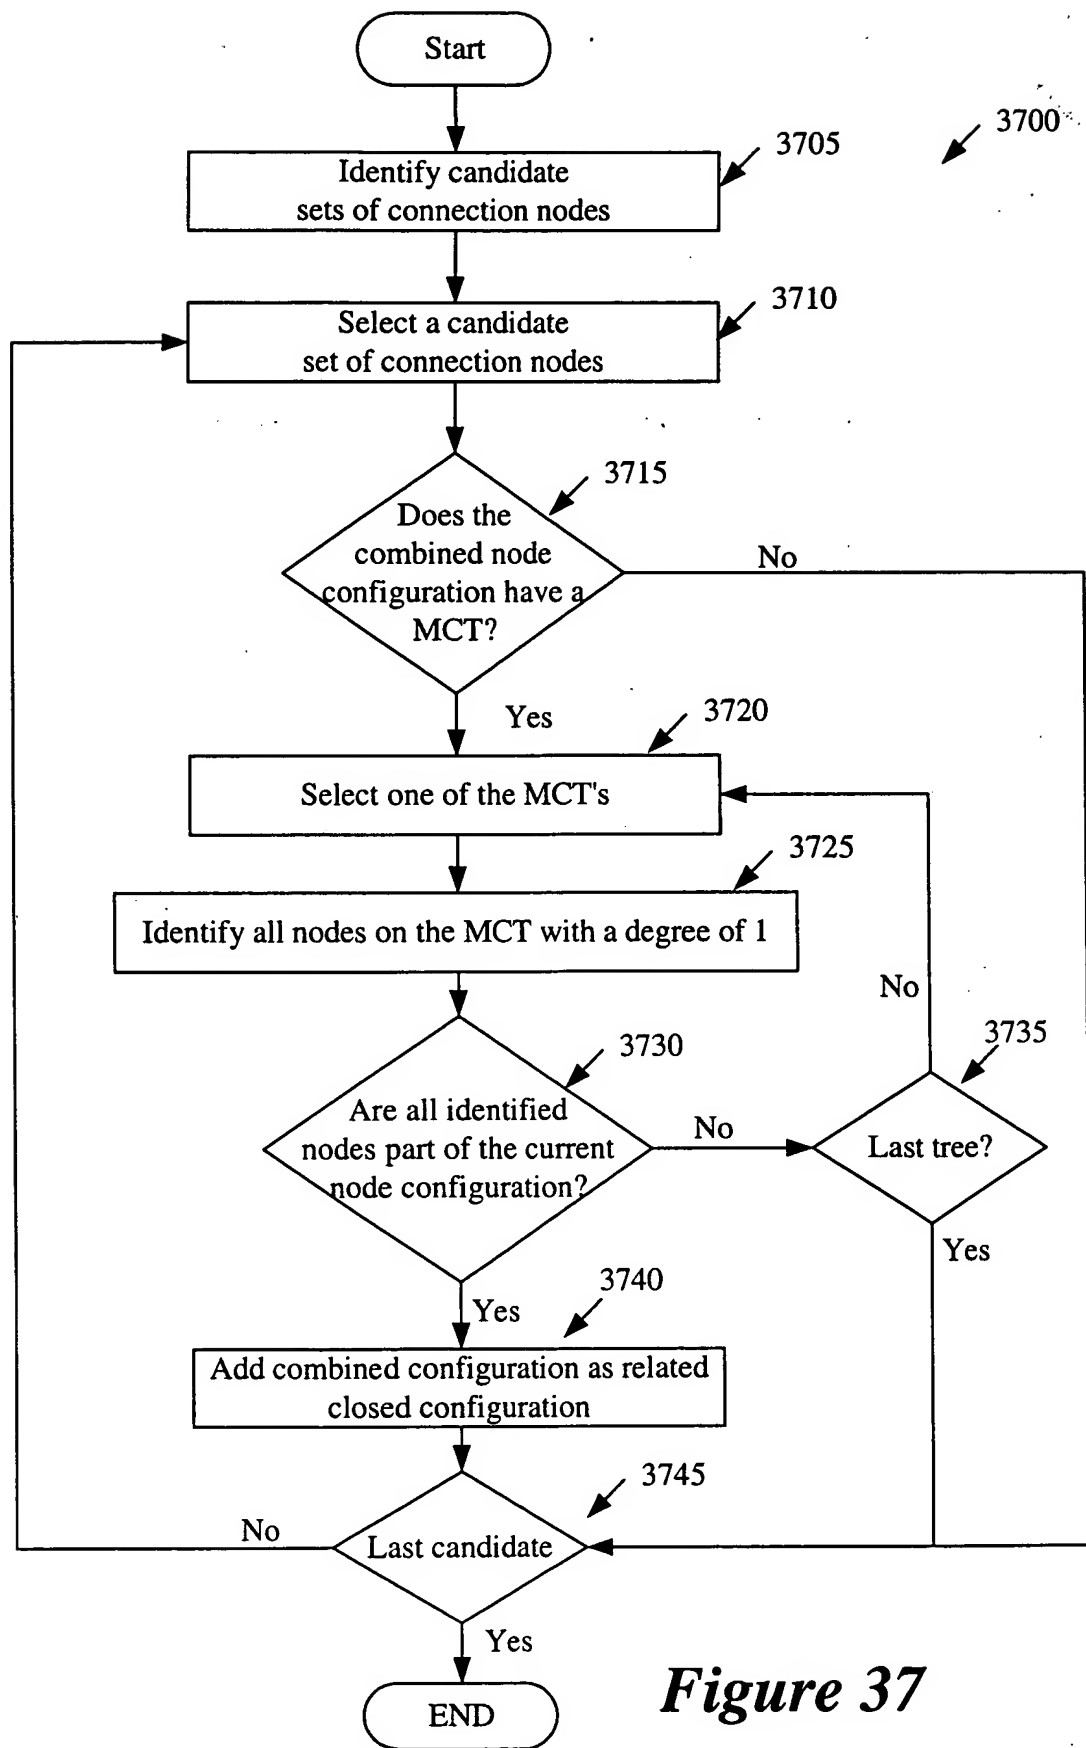 Start
3700
3705
Identify candidate
sets of connection nodes
3710
Select a candidate
set of connection nodes
3715
Does the
combined node
configuration have a
MCT?
No
Yes
3720
Select one of the MCT's
3725
Identify all nodes on the MCT with a degree of 1
No
3730
3735
Are all identified
nodes part of the current
node configuration?
No
Last tree?
Yes
3740
Yes
Add combined configuration as related
closed configuration
3745
No
Last candidate
Yes
END
Figure 37